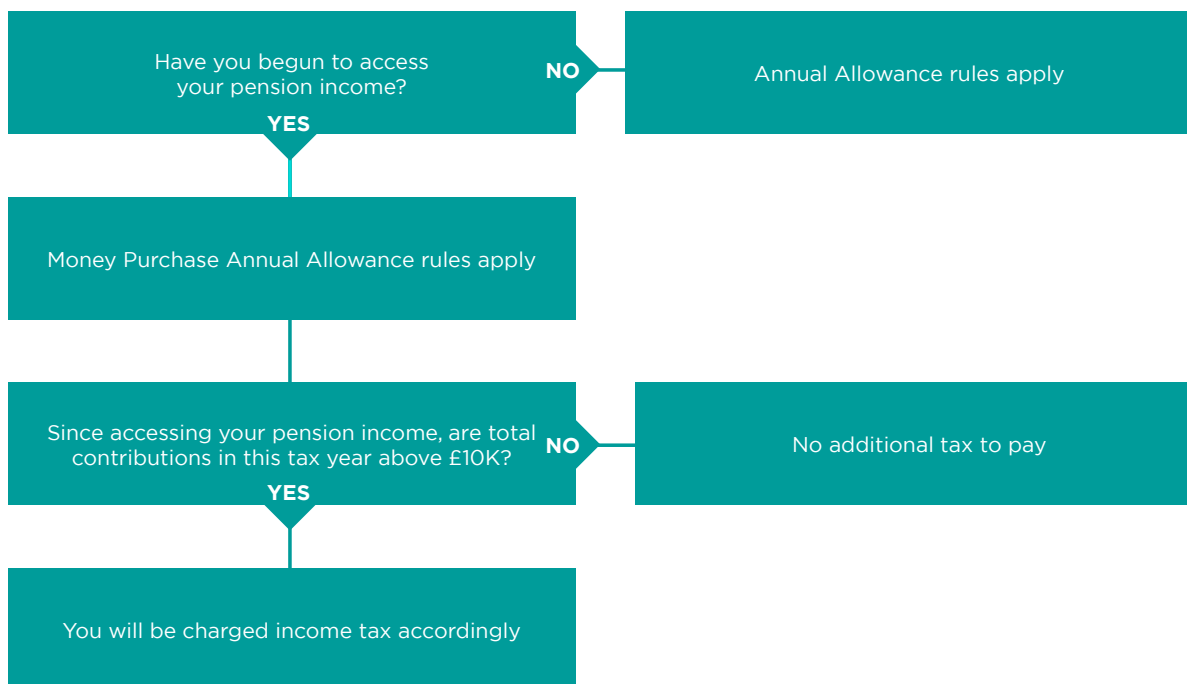 Have you begun to access
your pension income?
NO
YES
Annual Allowance rules apply
Money Purchase Annual Allowance rules apply
Since accessing your pension income, are total
contributions in this tax year above £10K?
NO
YES
No additional tax to pay
You will be charged income tax accordingly